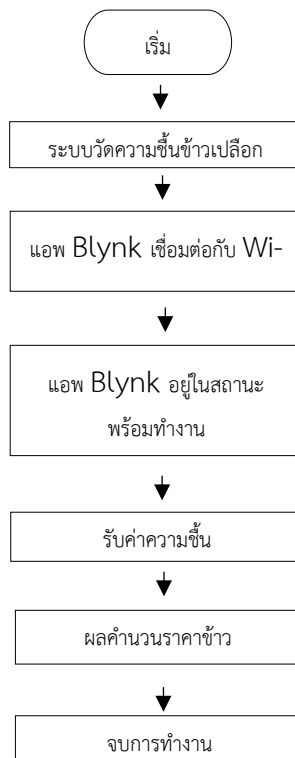 เริ่ม
ระบบวัดความชื้นข้าวเปลือก
แอพ Blynk เชื่อมต่อกับ Wi-
แอพ Blynk อยู่ในสถานะ
พร้อมทำงาน
รับค่าความชื้น
ผลคำนวนราคาข้าว
จบการทำงาน